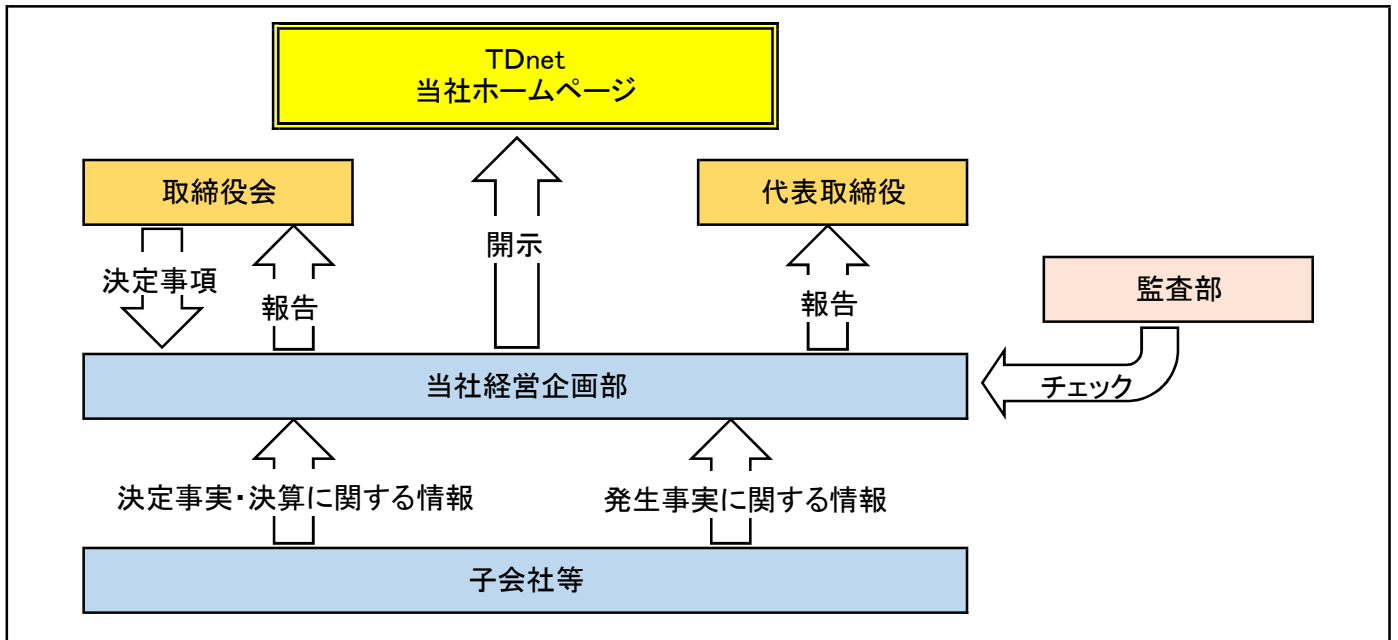 TDnet
当社ホームページ
取締役会
代表取締役
開示
決定事項
報告
報告
監査部
当社経営企画部
チェック
決定事実・決算に関する情報
発生事実に関する情報
子会社等